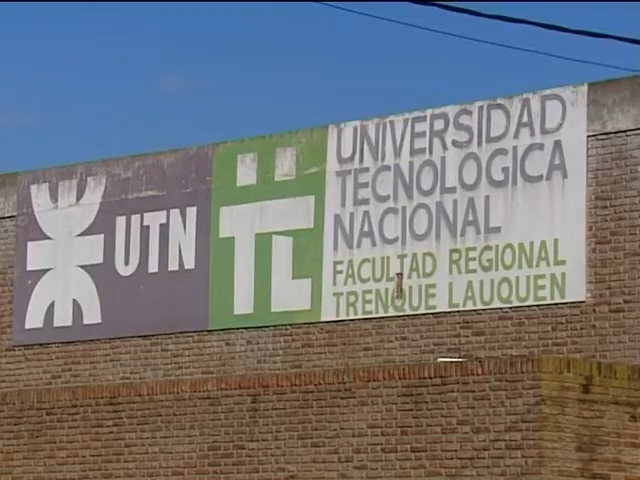 UTN
TL
UNIVERSIDAD
TECNOLOGICA
NACIONAL
FACULTAD REGIONAL
TRENQUE LAUQUEN